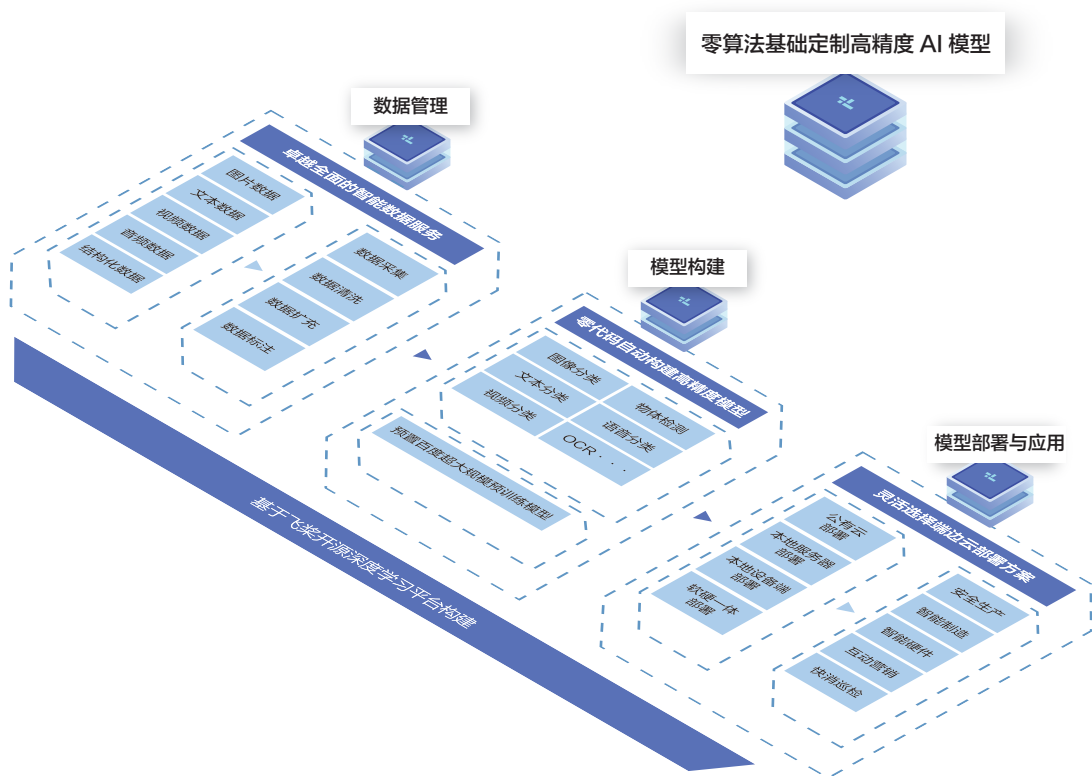 零算法基础定制高精度 AI 模型
数据管理
卓越全面的智能数据服务
图片数据
文本数据
视频数据
音频数据
结构化数据
数据采集
数据清洗
数据扩充
数据标注
模型构建
零代码自动构建高精度模型
图像分类
文本分类
视频分类
物体检测
语音分类
OCR · · ·
预置百度超大规模预训练模型
模型部署与应用
灵活选择端边云部署方案
公有云
部署
本地服务器
部署
本地设备端
部署
软硬一体
部署
安全生产
智能制造
智能硬件
互动营销
快消巡检
基于飞桨开源深度学习平台构建